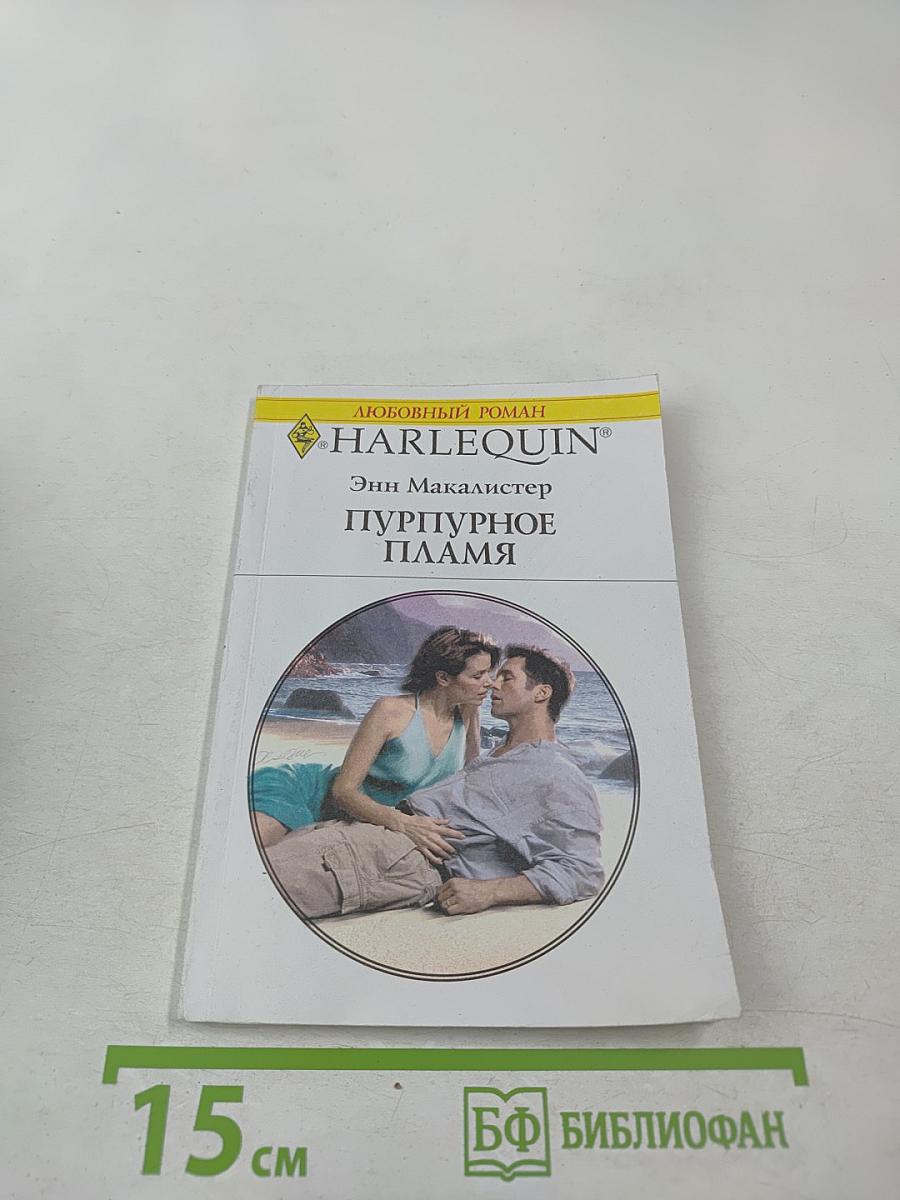 ЛЮБОВНЫЙ РОМАН
® HARLEQUIN®
Энн Макалистер
ПУРПУРНОЕ
ПЛАМЯ
15 см
БФ БИБЛИОФАН